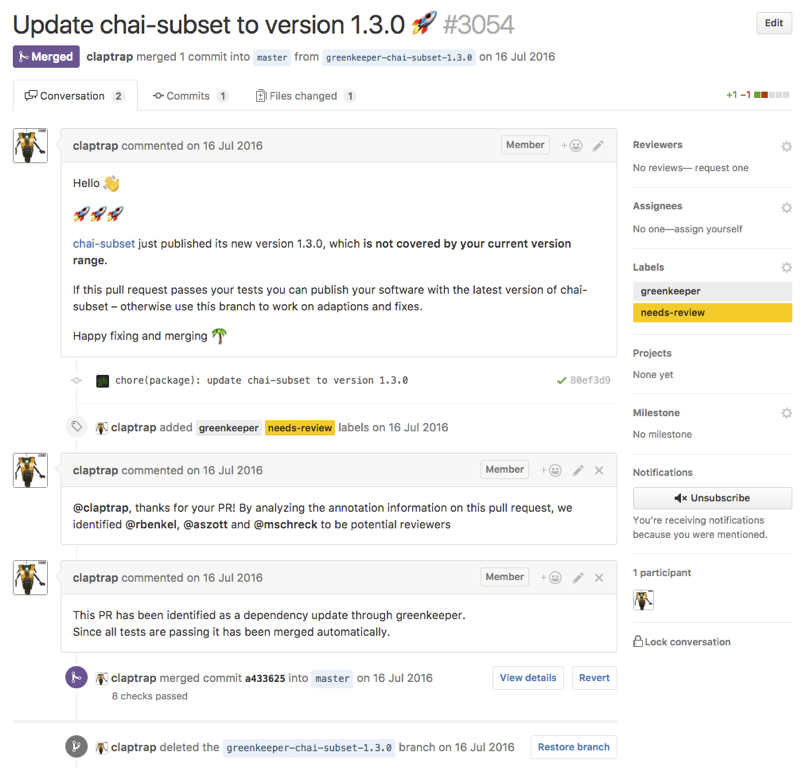 Update chai-subset to version 1.3.0 🚀 #3054
Edit
Merged claptrap merged 1 commit into master from greenkeeper-chai-subset-1.3.0 on 16 Jul 2016
Conversation 2 Commits 1 Files changed 1 +1 −1
claptrap commented on 16 Jul 2016 Member
Hello 👋
🚀🚀🚀
chai-subset just published its new version 1.3.0, which is not covered by your current version
range.
If this pull request passes your tests you can publish your software with the latest version of chai-
subset – otherwise use this branch to work on adaptions and fixes.
Happy fixing and merging 🌴
chore(package): update chai-subset to version 1.3.0 80ef3d9
claptrap added greenkeeper needs-review labels on 16 Jul 2016
claptrap commented on 16 Jul 2016 Member
@claptrap, thanks for your PR! By analyzing the annotation information on this pull request, we
identified @rbenkel, @aszott and @mschreck to be potential reviewers
claptrap commented on 16 Jul 2016 Member
This PR has been identified as a dependency update through greenkeeper.
Since all tests are passing it has been merged automatically.
claptrap merged commit a433625 into master on 16 Jul 2016 View details Revert
8 checks passed
claptrap deleted the greenkeeper-chai-subset-1.3.0 branch on 16 Jul 2016 Restore branch
Reviewers
No reviews— request one
Assignees
No one—assign yourself
Labels
greenkeeper
needs-review
Projects
None yet
Milestone
No milestone
Notifications
Unsubscribe
You're receiving notifications
because you were mentioned.
1 participant
Lock conversation